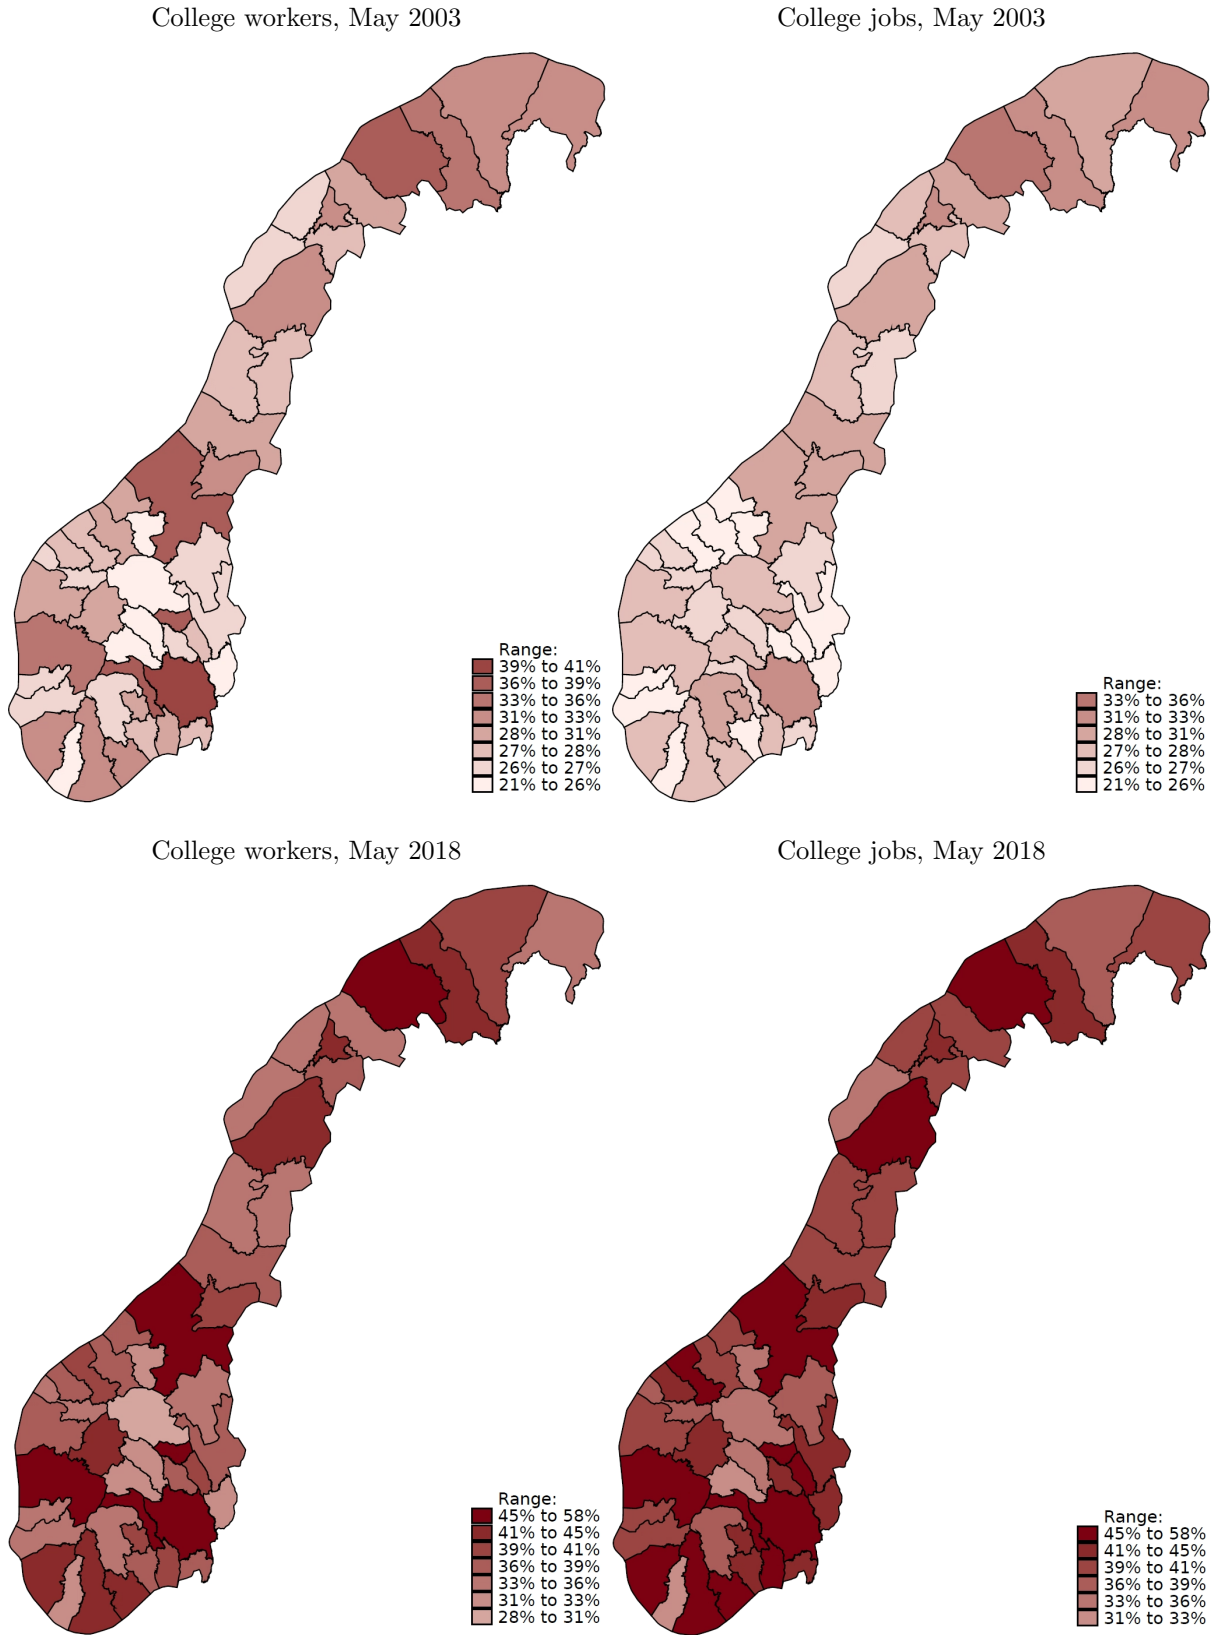 College workers, May 2003
College jobs, May 2003
Range:
39% to 41%
36% to 39%
33% to 36%
31% to 33%
28% to 31%
27% to 28%
26% to 27%
21% to 26%
Range:
33% to 36%
31% to 33%
28% to 31%
27% to 28%
26% to 27%
21% to 26%
College workers, May 2018
College jobs, May 2018
Range:
45% to 58%
41% to 45%
39% to 41%
36% to 39%
33% to 36%
31% to 33%
28% to 31%
Range:
45% to 58%
41% to 45%
39% to 41%
36% to 39%
33% to 36%
31% to 33%